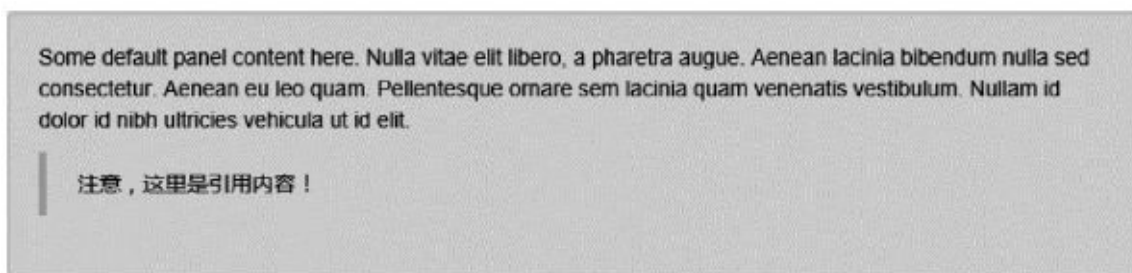 Some default panel content here. Nulla vitae elit libero, a pharetra augue. Aenean lacinia bibendum nulla sed
consectetur. Aenean eu leo quam. Pellentesque ornare sem lacinia quam venenatis vestibulum. Nullam id
dolor id nibh ultricies vehicula ut id elit.
注意，这里是引用内容！